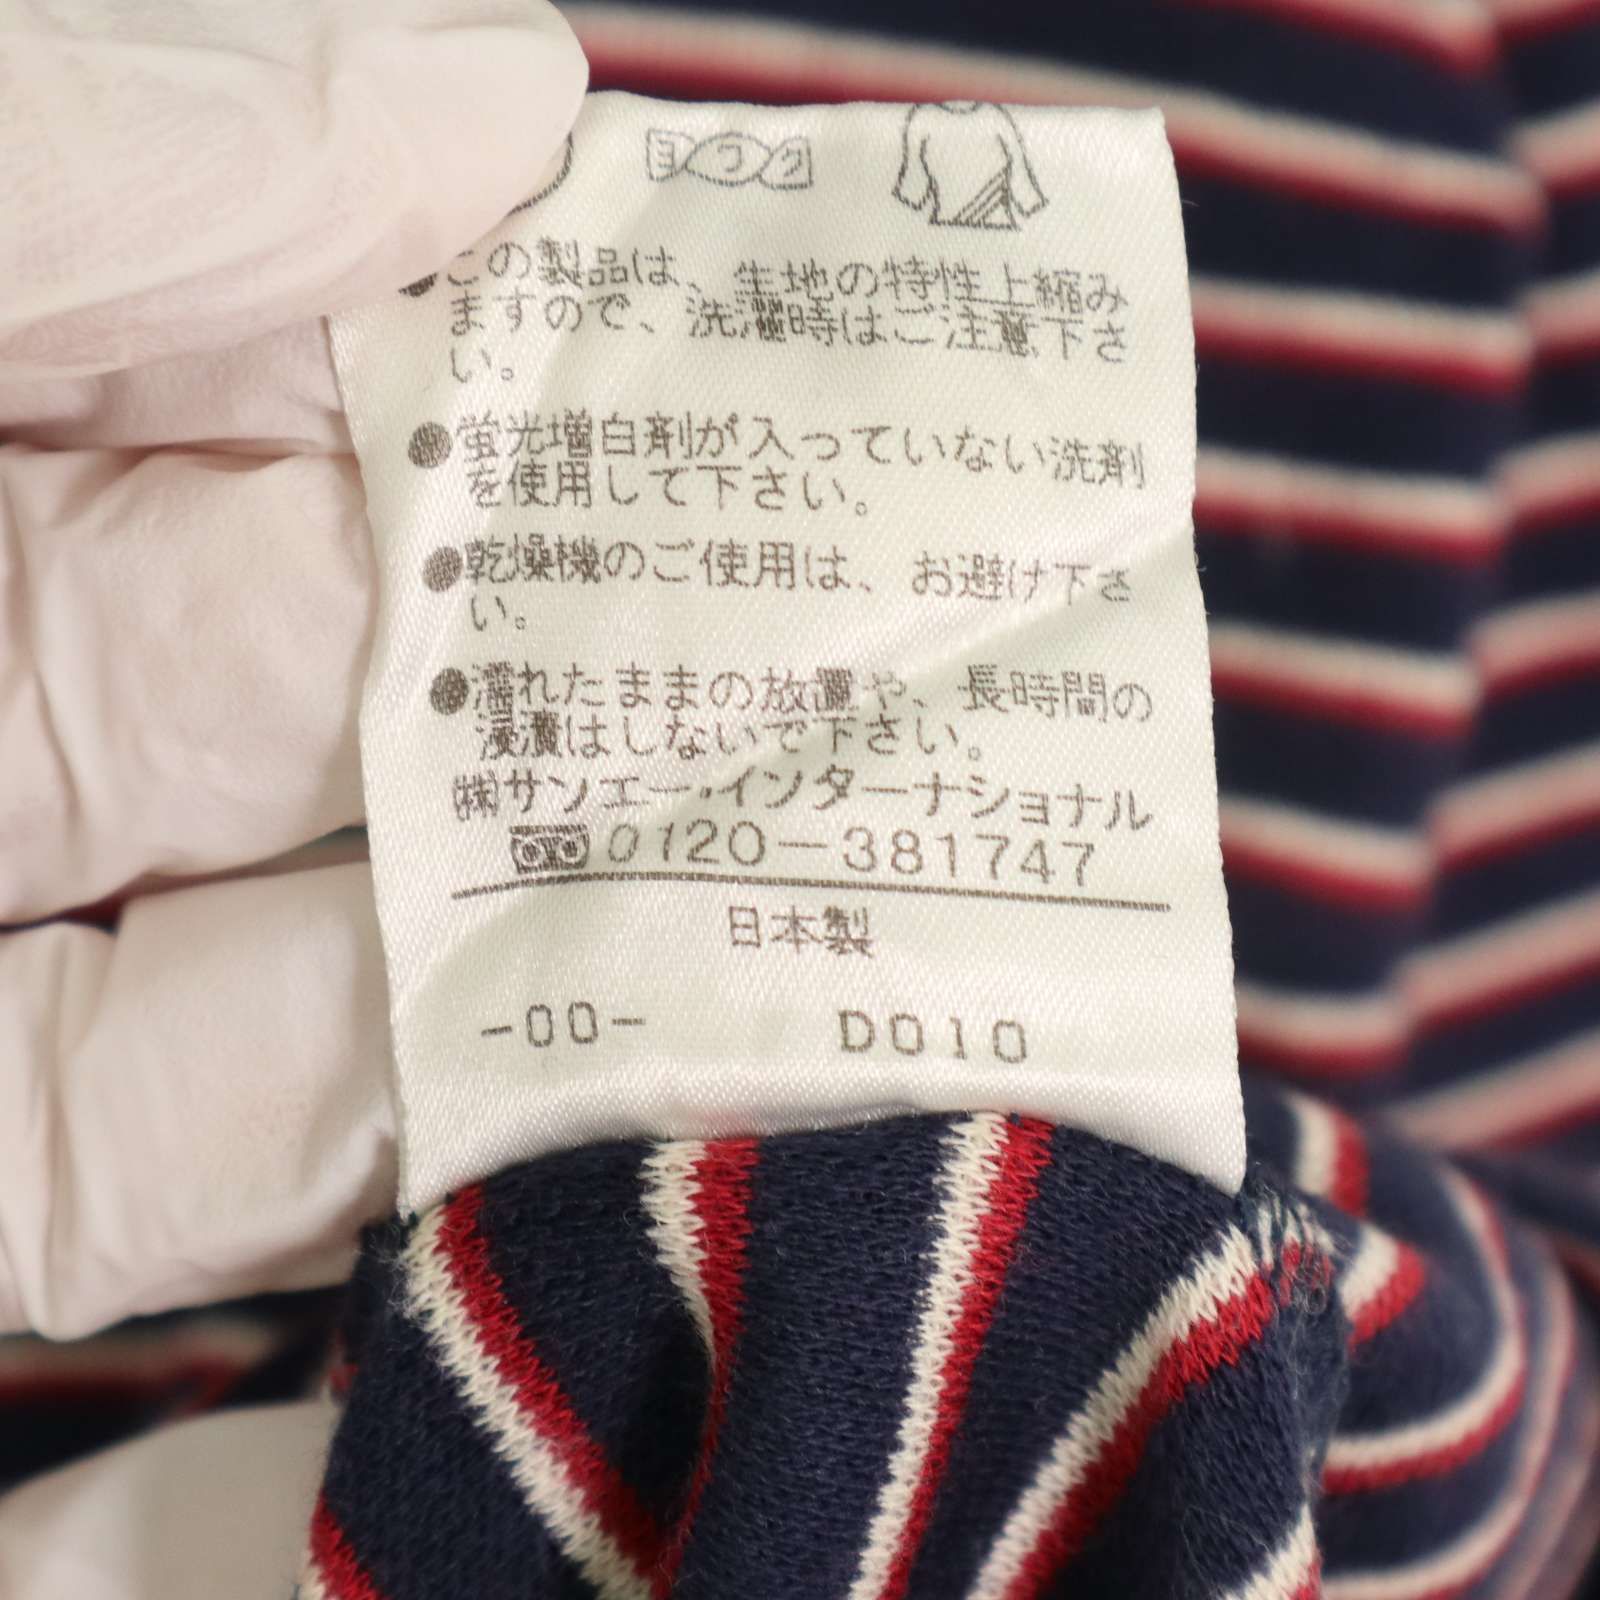 ヨワク
●この製品は、生地の特性上縮み
ますので、洗濯時はご注意下さ
い。
●蛍光増白剤が入っていない洗剤
を使用して下さい。
●乾燥機のご使用は、お避け下さ
い。
●濡れたままの放置や、長時間の
浸漬はしないで下さい。
㈱サンエー・インターナショナル
0120-381747
日本製
-00- D010